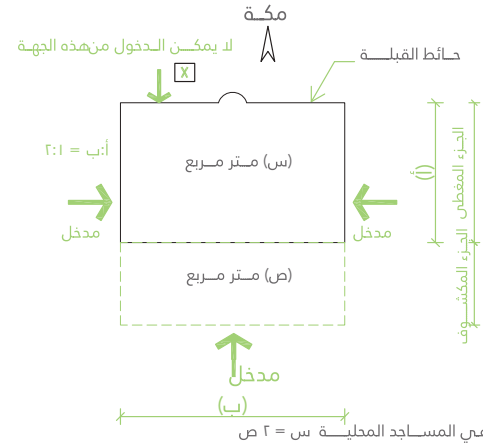 مكة
لا يمكن الدخول من هذه الجهة
X
حائط القبلة
أ:ب = ٢:١
(س) متر مربع
(أ)
الجزء المغطى
مدخل
مدخل
(ص) متر مربع
الجزء المكشوف
مدخل
(ب)
في المساجد المحلية س = ٢ ص